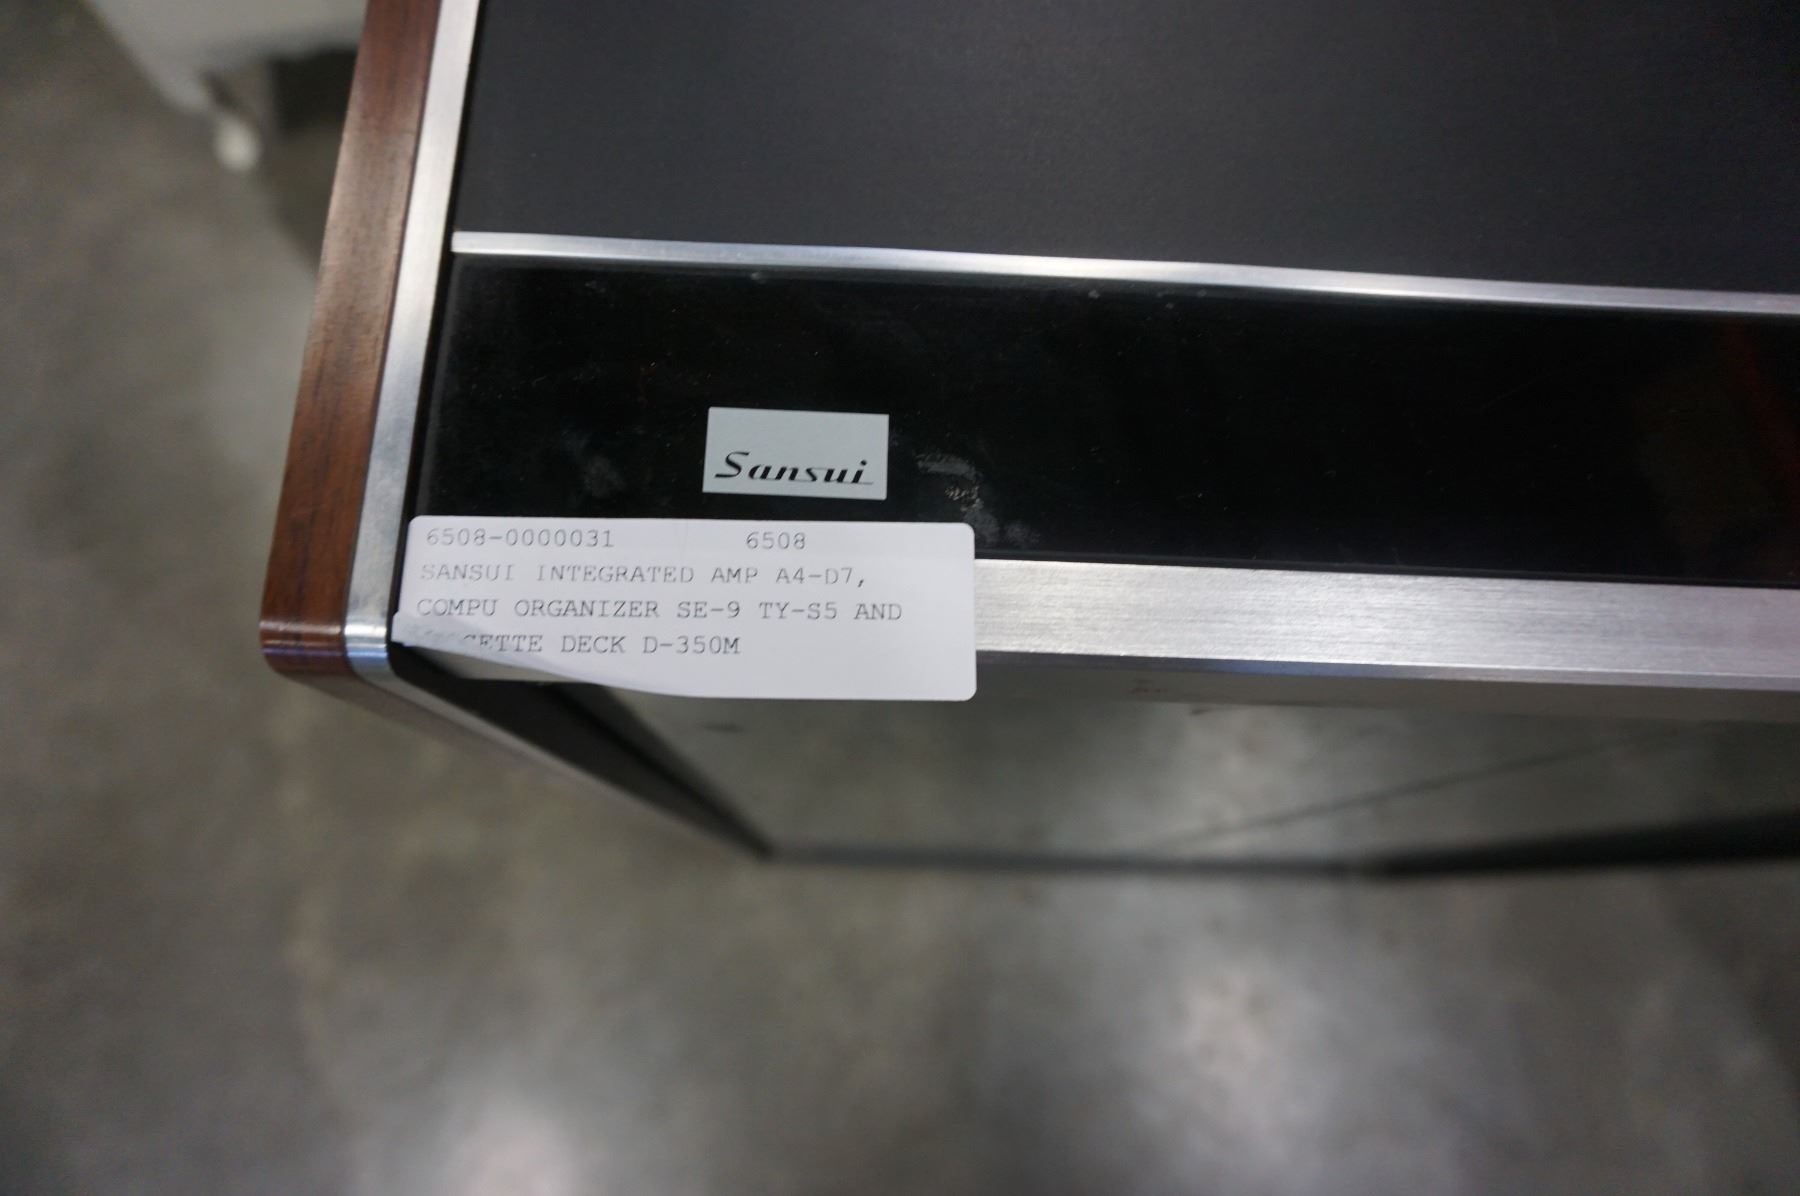 Sansui
6508-0000031 6508
SANSUI INTEGRATED AMP A4-D7,
COMPU ORGANIZER SE-9 TY-S5 AND
DECK D-350M